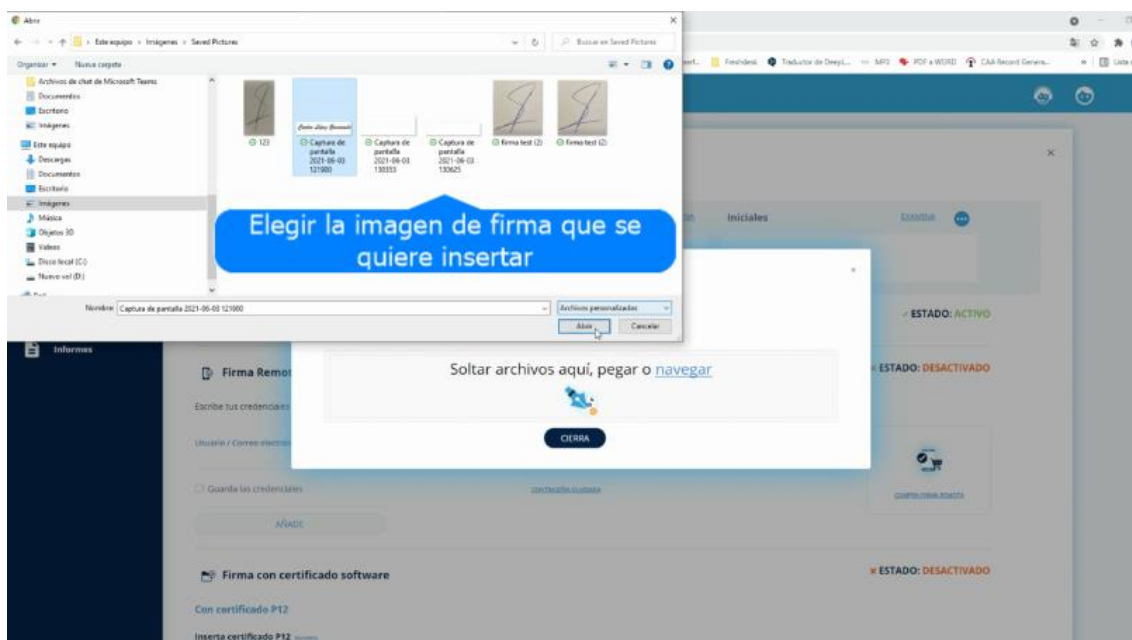 Abrir
Este equipo > Imágenes > Saved Pictures
Buscar en Saved Pictures
Organizar
Nueva carpeta
Archivos de chat de Microsoft Teams
Documentos
Escritorio
Imágenes
Este equipo
Descargas
Documentos
Escritorio
Imágenes
Música
Objetos 3D
Vídeos
Disco local (C:)
Nuevo vol (D:)
123
Captura de pantalla 2021-06-03 121980
Captura de pantalla 2021-06-03 130353
Captura de pantalla 2021-06-03 130625
firma test (2)
firma test (2)
Freshdesk
Traductor de DeepL...
MP3
PDF a WORD
CAA Record Genera...
Elegir la imagen de firma que se
quiere insertar
Iniciales
Nombre: Captura de pantalla 2021-06-03 121980
Archivos personalizados
Abrir
Cancelar
ESTADO: ACTIVO
Informes
Soltar archivos aquí, pegar o navegar
CIERRA
Firma Remot
ESTADO: DESACTIVADO
Escribe tus credenciales
Usuario / Correo electrón
Guarda las credenciales
AÑADE
Firma con certificado software
ESTADO: DESACTIVADO
Con certificado P12
Inserta certificado P12